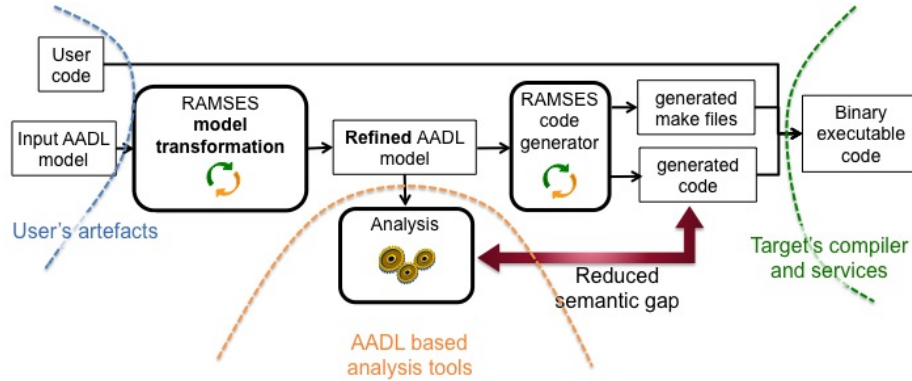 User
code
Input AADL
model
User's artefacts
RAMSES
model
transformation
Refined AADL
model
Analysis
AADL based
analysis tools
RAMSES
code
generator
generated
make files
generated
code
Reduced
semantic gap
Binary
executable
code
Target's compiler
and services